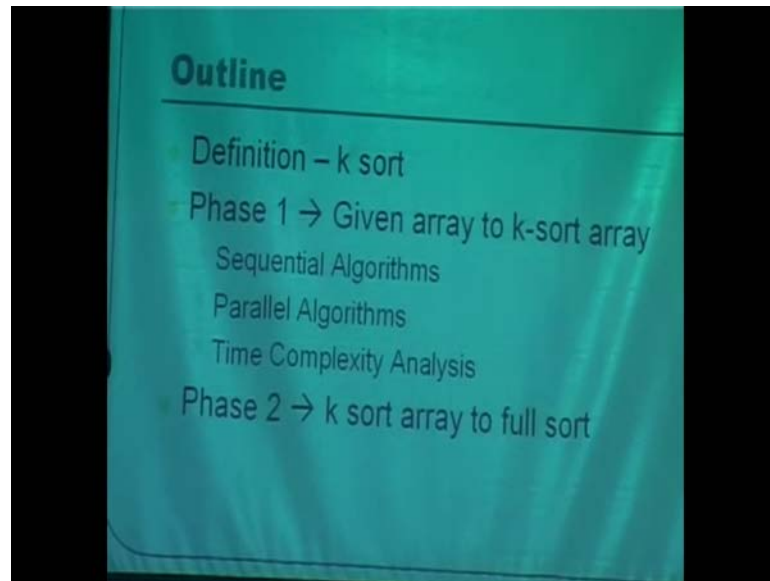 Outline
Definition – k sort
Phase 1 → Given array to k-sort array
Sequential Algorithms
Parallel Algorithms
Time Complexity Analysis
Phase 2 → k sort array to full sort